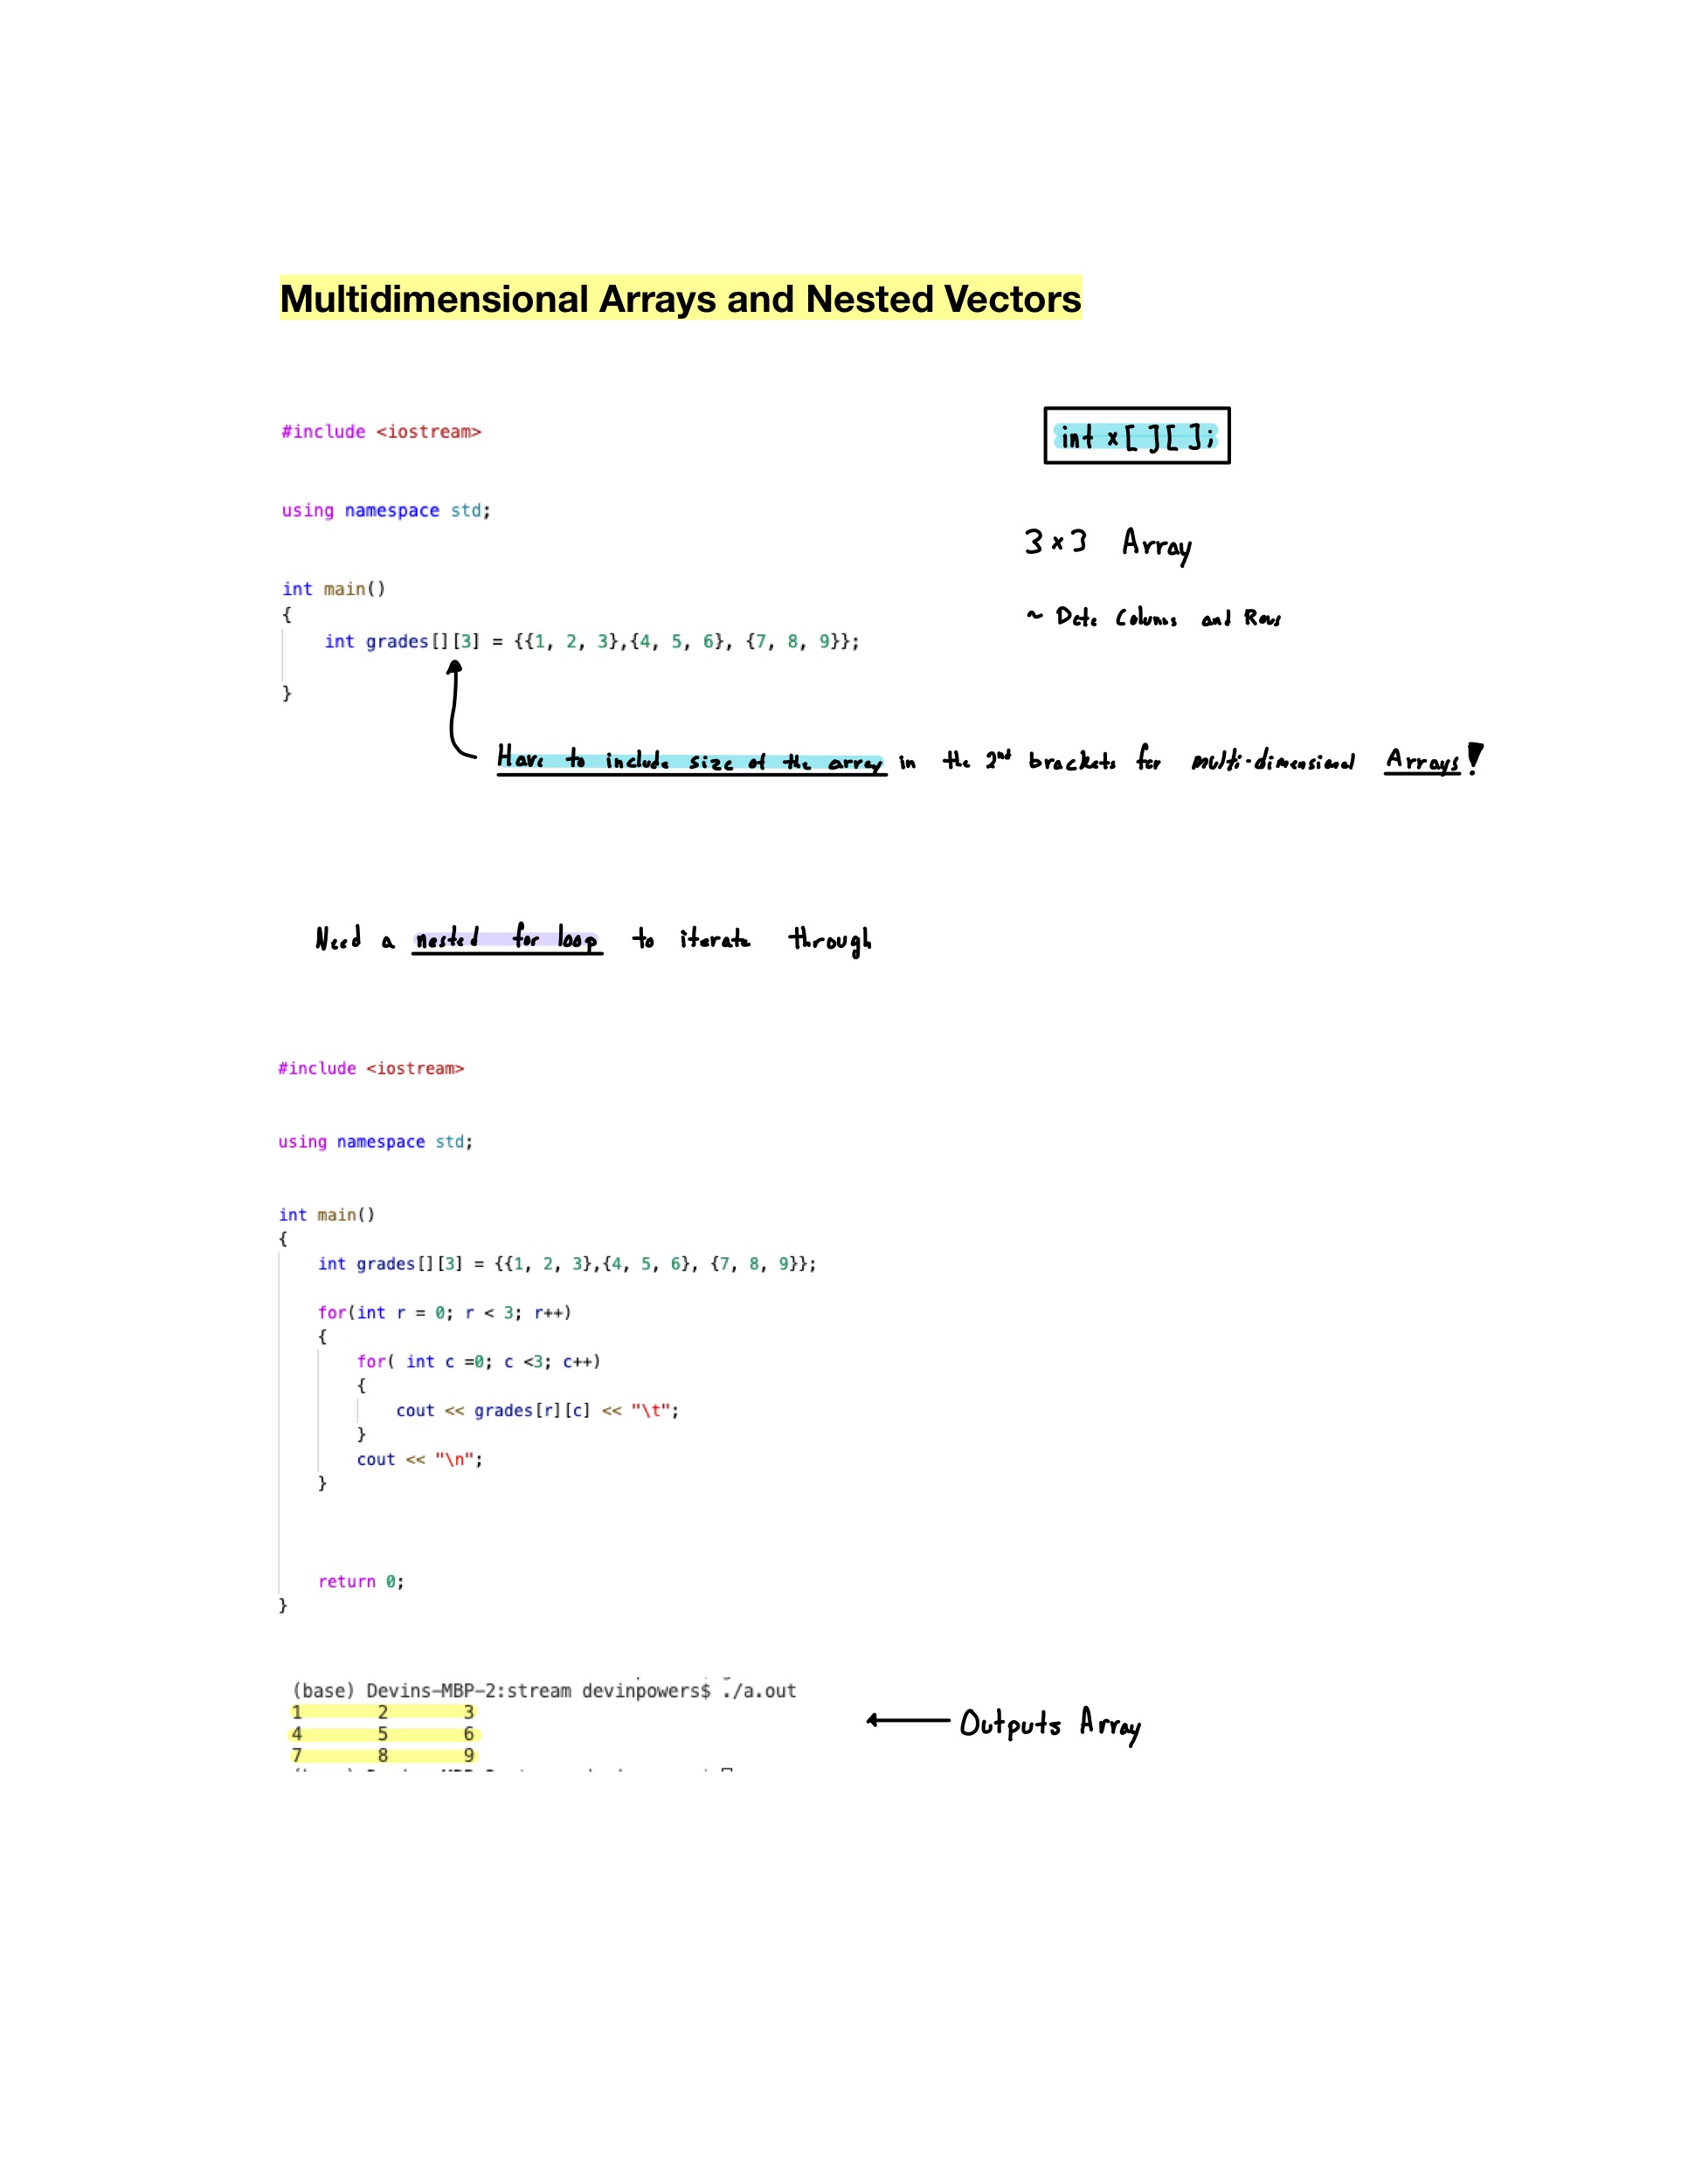 Multidimensional Arrays and Nested Vectors
#include <iostream>
int x[ ][ ];
using namespace std;
3×3 Array
int main()
{
~ Data Columns and Rows
int grades[][3] = {{1, 2, 3},{4, 5, 6}, {7, 8, 9}};
}
Have to include size of the array in the 2nd brackets for multi-dimensional Arrays!
Need a nested for loop to iterate through
#include <iostream>
using namespace std;
int main()
{
int grades[][3] = {{1, 2, 3},{4, 5, 6}, {7, 8, 9}};
for(int r = 0; r < 3; r++)
{
for( int c =0; c <3; c++)
{
cout << grades[r][c] << "\t";
}
cout << "\n";
}
return 0;
}
(base) Devins-MBP-2:stream devinpowers$ ./a.out
1 2 3
4 5 6
7 8 9
Outputs Array